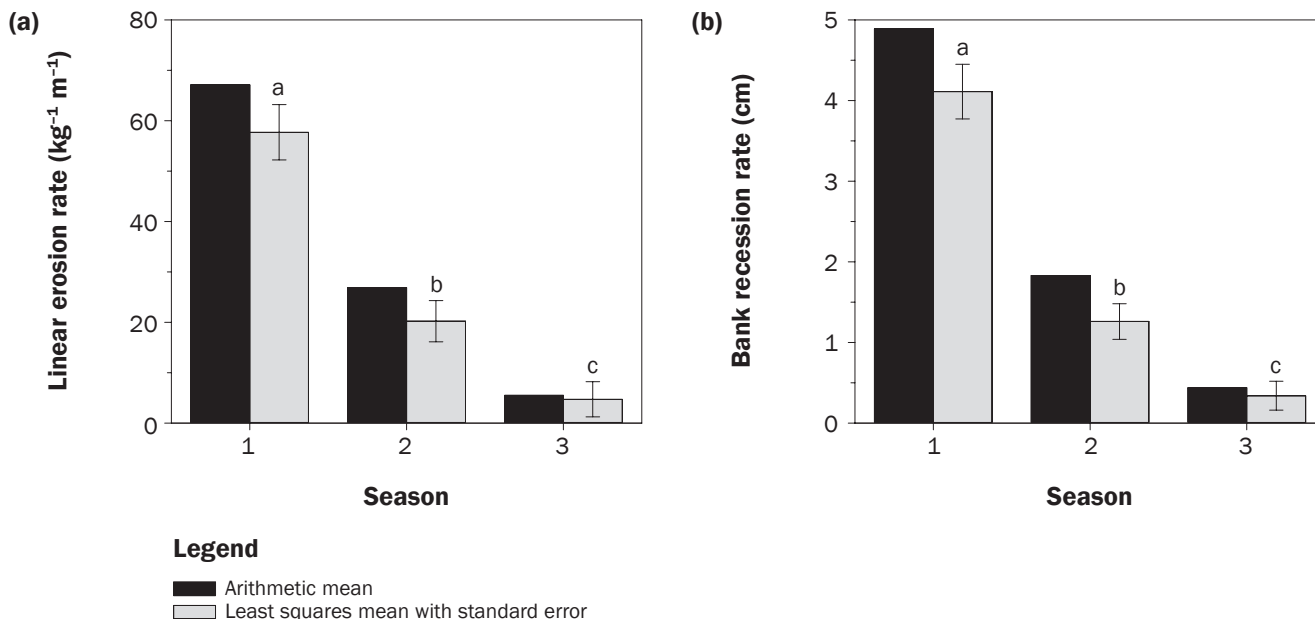 (a)
Linear erosion rate (kg⁻¹ m⁻¹)
80
60
40
20
0
a
b
c
1 2 3
Season
(b)
Bank recession rate (cm)
5
4
3
2
1
0
a
b
c
1 2 3
Season
Legend
Arithmetic mean
Least squares mean with standard error